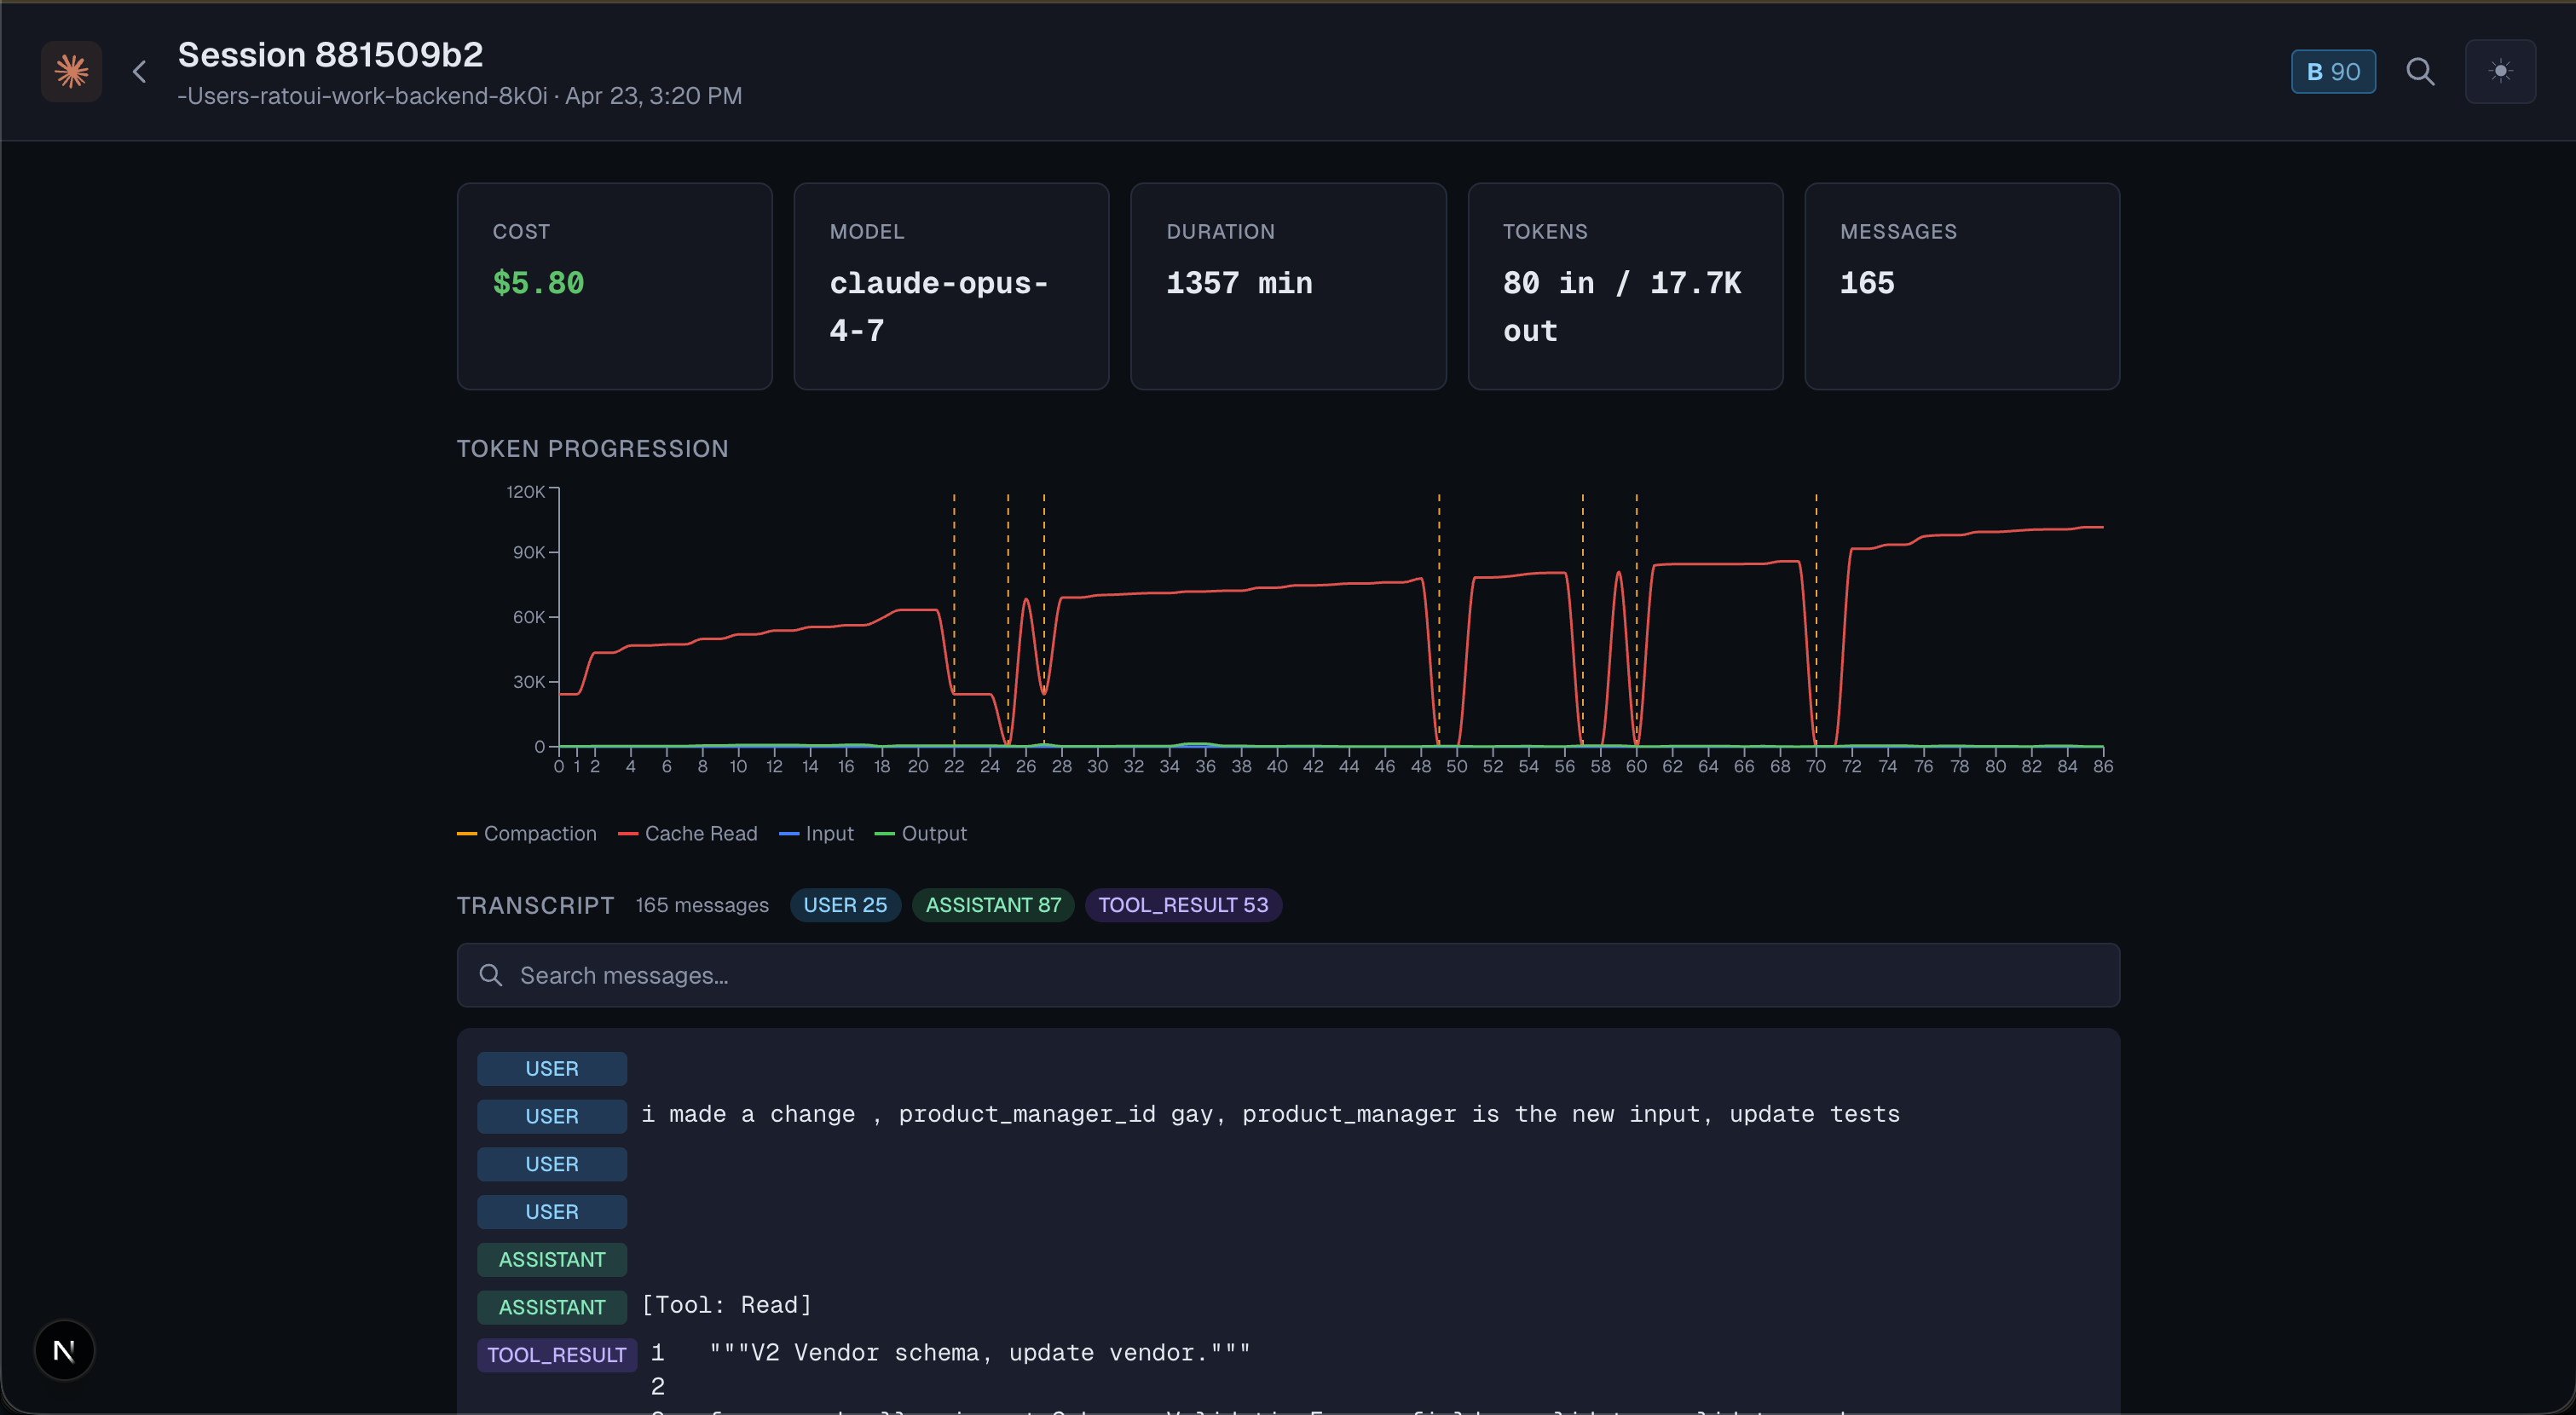 Session 881509b2
-Users-ratoui-work-backend-8k0i · Apr 23, 3:20 PM
B 90
COST
$5.80
MODEL
claude-opus-
4-7
DURATION
1357 min
TOKENS
80 in / 17.7K
out
MESSAGES
165
TOKEN PROGRESSION
120K
90K
60K
30K
0
0 1 2 4 6 8 10 12 14 16 18 20 22 24 26 28 30 32 34 36 38 40 42 44 46 48 50 52 54 56 58 60 62 64 66 68 70 72 74 76 78 80 82 84 86
Compaction Cache Read Input Output
TRANSCRIPT 165 messages USER 25 ASSISTANT 87 TOOL_RESULT 53
Search messages...
USER
USER i made a change , product_manager_id gay, product_manager is the new input, update tests
USER
USER
ASSISTANT
ASSISTANT [Tool: Read]
TOOL_RESULT 1 """V2 Vendor schema, update vendor."""
2
N